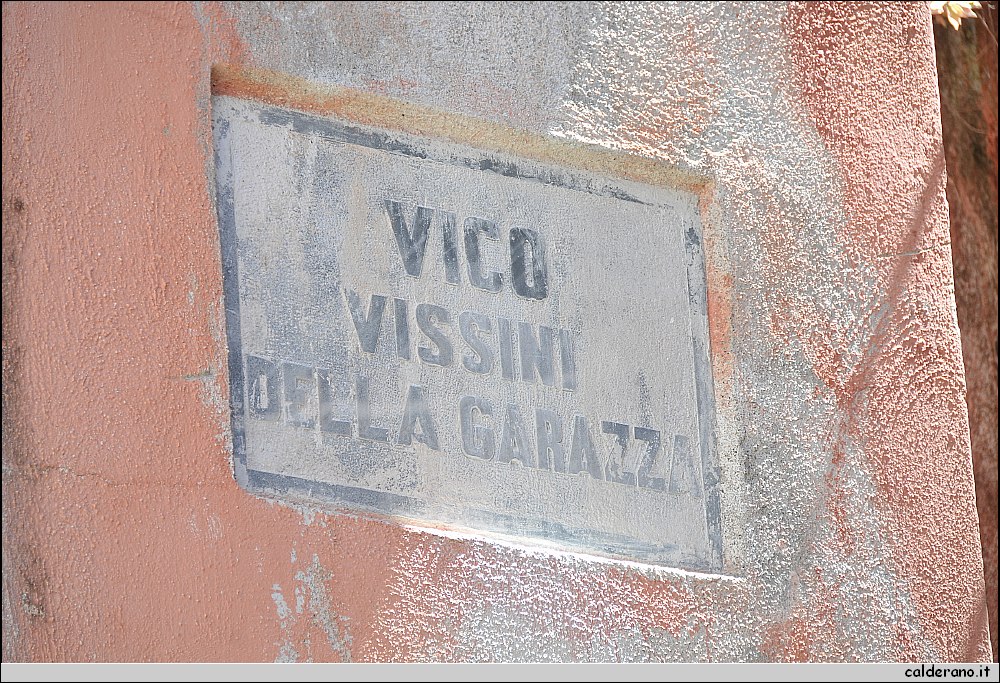 VICO
VISSINI
DELLA GARAZZA
calderano.it